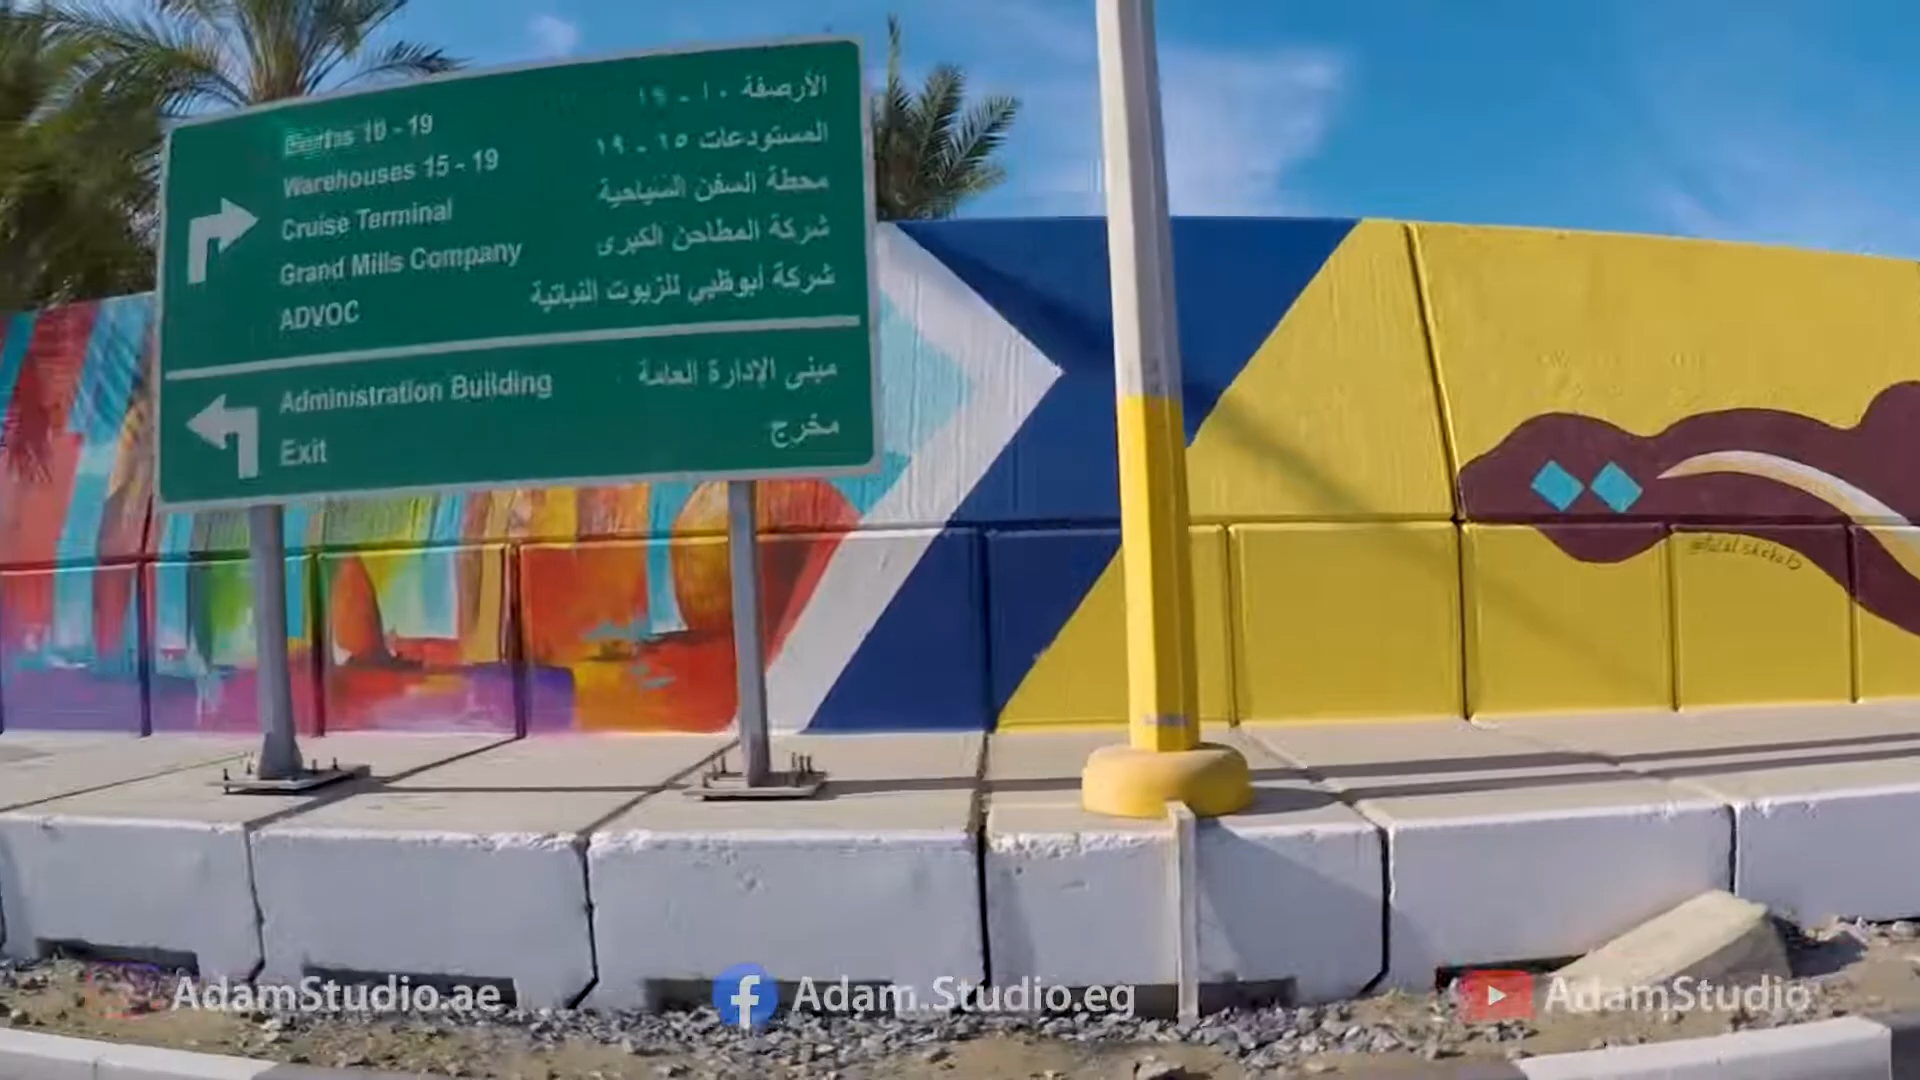 Berths 10 - 19
الأرصفة ١٠ - ١٩
Warehouses 15 - 19
المستودعات ١٥ - ١٩
Cruise Terminal
محطة السفن السياحية
Grand Mills Company
شركة المطاحن الكبرى
ADVOC
شركة أبوظبي للزيوت النباتية
Administration Building
مبنى الإدارة العامة
Exit
مخرج
AdamStudio.ae
Adam.Studio.eg
AdamStudio